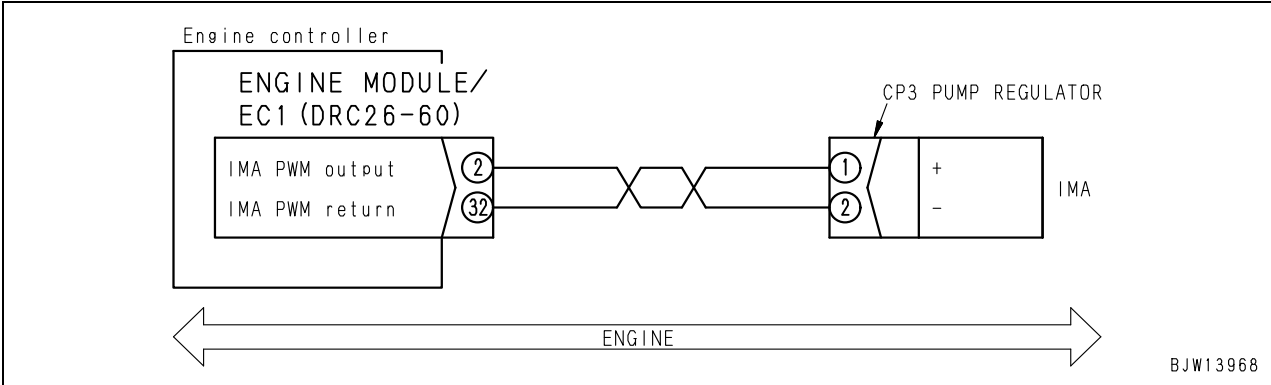 Engine controller
ENGINE MODULE/
EC1 (DRC26-60)
CP3 PUMP REGULATOR
IMA PWM output
2
1
+
IMA
IMA PWM return
32
2
-
ENGINE
BJW13968